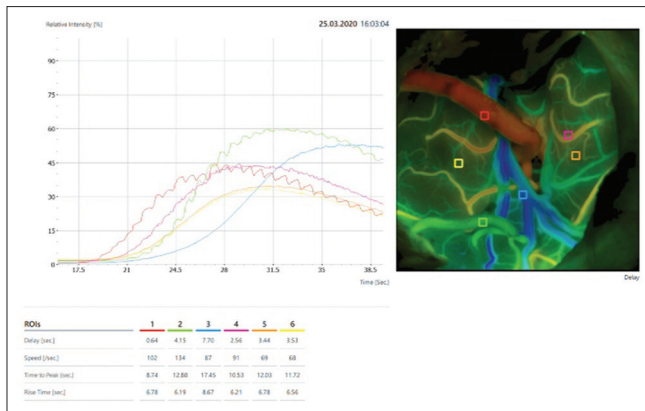 Relative Intensity [%]
25.03.2020 16:03:04
90
75
60
45
30
15
0
17.5 21 24.5 28 31.5 35 38.5
Time (Sec.)
Delay
ROIs 1 2 3 4 5 6
Delay [sec.] 0.64 4.15 7.70 2.56 3.44 3.53
Speed [/sec.] 102 134 87 91 69 68
Time to Peak [sec.] 8.74 12.88 17.45 10.53 12.03 11.72
Rise Time [sec.] 6.78 6.19 8.67 6.21 6.78 6.56